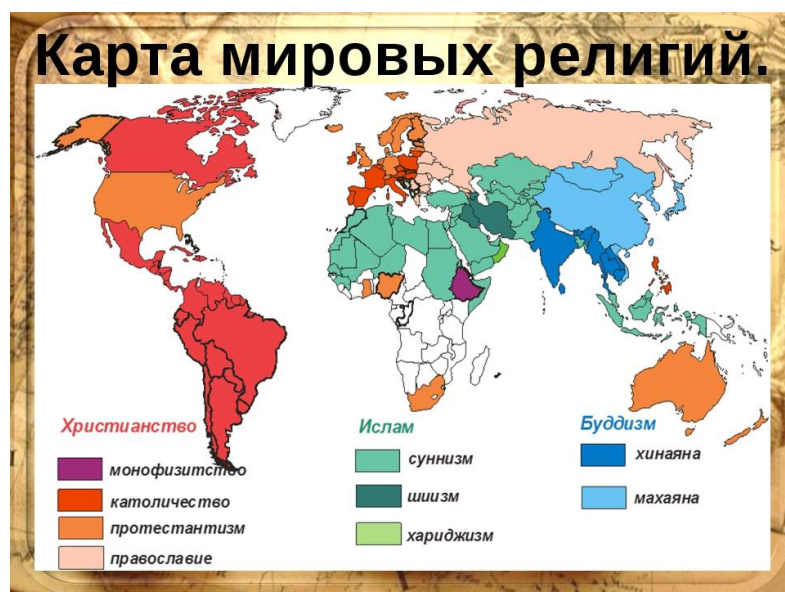 Карта мировых религий.
Христианство
монофизитство
католичество
протестантизм
православие
Ислам
суннизм
шиизм
хариджизм
Буддизм
хинаяна
махаяна